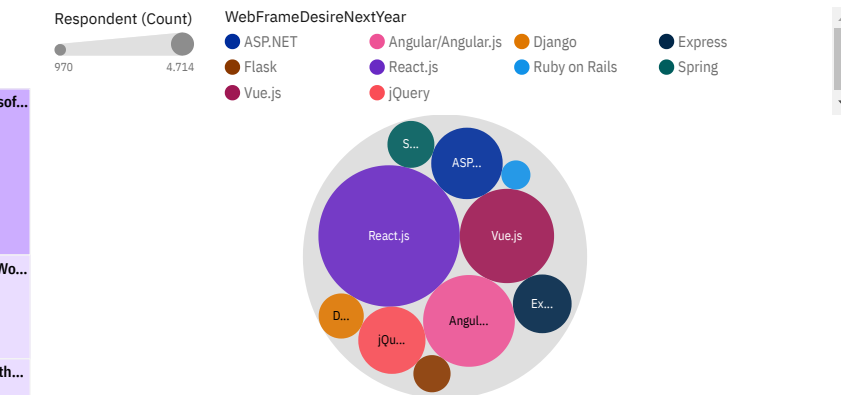 Respondent (Count)
970
4.714
WebFrameDesireNextYear
ASP.NET
Angular/Angular.js
Django
Express
Flask
React.js
Ruby on Rails
Spring
Vue.js
jQuery
sof...
Wo...
th...
S...
ASP...
React.js
Vue.js
Ex...
D...
Angul...
jQu...